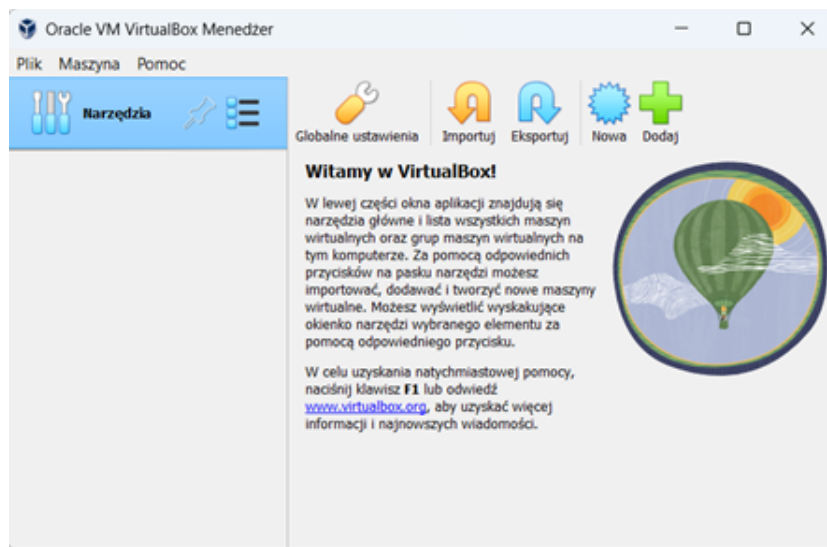 Oracle VM VirtualBox Menedżer
Plik Maszyna Pomoc
Narzędzia
Globalne ustawienia Importuj Eksportuj Nowa Dodaj
Witamy w VirtualBox!
W lewej części okna aplikacji znajdują się
narzędzia główne i lista wszystkich maszyn
wirtualnych oraz grup maszyn wirtualnych na
tym komputerze. Za pomocą odpowiednich
przycisków na pasku narzędzi możesz
importować, dodawać i tworzyć nowe maszyny
wirtualne. Możesz wyświetlić wyskakujące
okienko narzędzi wybranego elementu za
pomocą odpowiedniego przycisku.
W celu uzyskania natychmiastowej pomocy,
naciśnij klawisz F1 lub odwiedź
www.virtualbox.org, aby uzyskać więcej
informacji i najnowszych wiadomości.